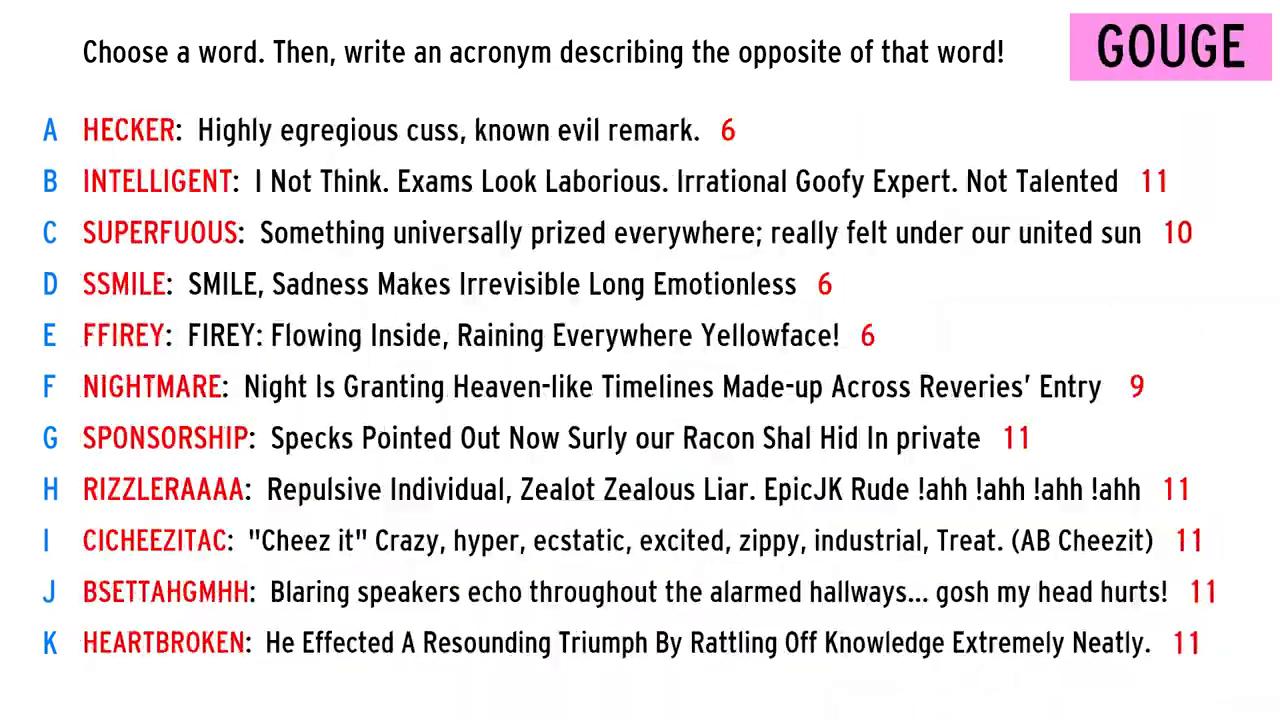 Choose a word. Then, write an acronym describing the opposite of that word!
GOUGE
A HECKER: Highly egregious cuss, known evil remark. 6
B INTELLIGENT: I Not Think. Exams Look Laborious. Irrational Goofy Expert. Not Talented 11
C SUPERFUOUS: Something universally prized everywhere; really felt under our united sun 10
D SSMILE: SMILE, Sadness Makes Irrevisible Long Emotionless 6
E FFIREY: FIREY: Flowing Inside, Raining Everywhere Yellowface! 6
F NIGHTMARE: Night Is Granting Heaven-like Timelines Made-up Across Reveries’ Entry 9
G SPONSORSHIP: Specks Pointed Out Now Surly our Racon Shal Hid In private 11
H RIZZLERAAAA: Repulsive Individual, Zealot Zealous Liar. EpicJK Rude !ahh !ahh !ahh !ahh 11
I CICHEEZITAC: "Cheez it" Crazy, hyper, ecstatic, excited, zippy, industrial, Treat. (AB Cheezit) 11
J BSETTAHGMHH: Blaring speakers echo throughout the alarmed hallways... gosh my head hurts! 11
K HEARTBROKEN: He Effected A Resounding Triumph By Rattling Off Knowledge Extremely Neatly. 11